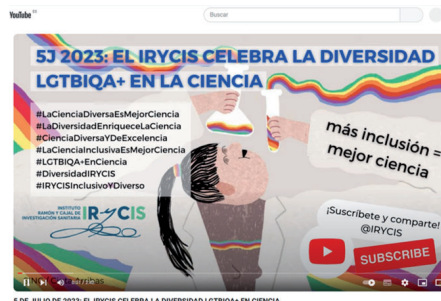 YouTube ES
Buscar
5J 2023: EL IRYCIS CELEBRA LA DIVERSIDAD
LGTBIQA+ EN LA CIENCIA
#LaCienciaDiversaEsMejorCiencia
#LaDiversidadEnriqueceLaCiencia
#CienciaDiversaYDeExcelencia
#LaCienciaInclusivaEsMejorCiencia
#LGTBIQA+EnCiencia
#DiversidadIRYCIS
#IRYCISInclusivoYDiverso
más inclusión =
mejor ciencia
INSTITUTO
RAMÓN Y CAJAL DE
INVESTIGACIÓN SANITARIA
IRYCIS
¡Suscríbete y comparte!
@IRYCIS
SUBSCRIBE
5 DE JULIO DE 2023: EL IRYCIS CELEBRA LA DIVERSIDAD LGTBIQA+ EN CIENCIA